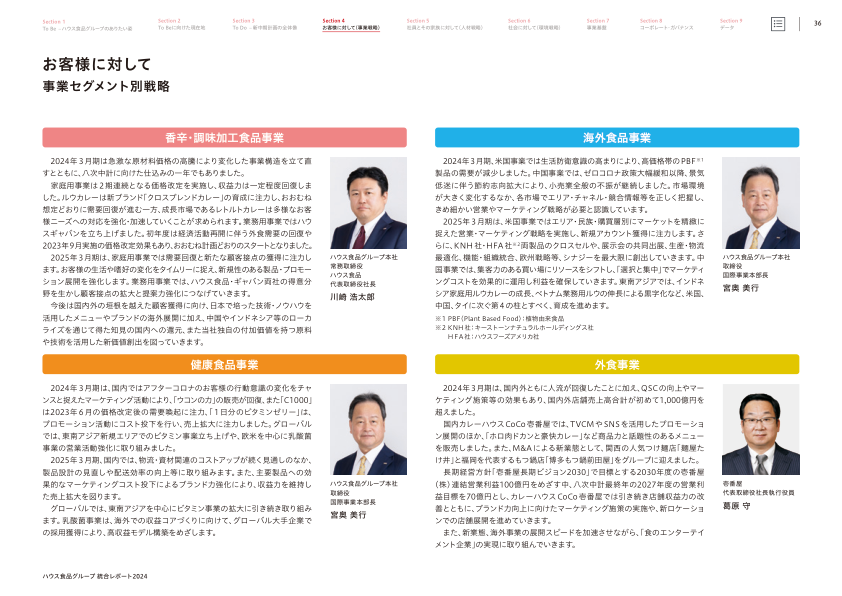 Section 1
To Be －ハウス食品グループのありたい姿
Section 2
To Beに向けた現在地
Section 3
To Do －新中期計画の全体像
Section 4
お客様に対して（事業戦略）
Section 5
社員とその家族に対して（人材戦略）
Section 6
社会に対して（環境戦略）
Section 7
事業基盤
Section 8
コーポレート・ガバナンス
Section 9
データ
36
お客様に対して
事業セグメント別戦略
香辛・調味加工食品事業
2024年3月期は急激な原材料価格の高騰により変化した事業構造を立て直
すとともに、八次中計に向けた仕込みの一年でもありました。
家庭用事業は2期連続となる価格改定を実施し、収益力は一定程度回復しま
した。ルウカレーは新ブランド「クロスブレンドカレー」の育成に注力し、おおむね
想定どおりに需要回復が進む一方、成長市場であるレトルトカレーは多様なお客
様ニーズへの対応を強化・加速していくことが求められます。業務用事業ではハウ
スギャバンを立ち上げました。初年度は経済活動再開に伴う外食需要の回復や
2023年9月実施の価格改定効果もあり、おおむね計画どおりのスタートとなりました。
2025年3月期は、家庭用事業では需要回復と新たな顧客接点の獲得に注力し
ます。お客様の生活や嗜好の変化をタイムリーに捉え、新規性のある製品・プロモー
ション展開を強化します。業務用事業では、ハウス食品・ギャバン両社の得意分
野を生かし顧客接点の拡大と提案力強化につなげていきます。
今後は国内外の垣根を越えた顧客獲得に向け、日本で培った技術・ノウハウを
活用したメニューやブランドの海外展開に加え、中国やインドネシア等のローカ
ライズを通じて得た知見の国内への還元、また当社独自の付加価値を持つ原料
や技術を活用した新価値創出を図っていきます。
ハウス食品グループ本社
常務取締役
ハウス食品
代表取締役社長
川崎 浩太郎
海外食品事業
2024年3月期、米国事業では生活防衛意識の高まりにより、高価格帯のPBF※1
製品の需要が減少しました。中国事業では、ゼロコロナ政策大幅緩和以降、景気
低迷に伴う節約志向拡大により、小売業全般の不振が継続しました。市場環境
が大きく変化するなか、各市場でエリア・チャネル・競合情報等を正しく把握し、
きめ細かい営業やマーケティング戦略が必要と認識しています。
2025年3月期は、米国事業ではエリア・民族・購買層別にマーケットを精緻に
捉えた営業・マーケティング戦略を実施し、新規アカウント獲得に注力します。さ
らに、KNH社・HFA社※2両製品のクロスセルや、展示会の共同出展、生産・物流
最適化、機能・組織統合、欧州戦略等、シナジーを最大限に創出していきます。中
国事業では、集客力のある買い場にリソースをシフトし、「選択と集中」でマーケティ
ングコストを効果的に運用し利益を確保していきます。東南アジアでは、インドネ
シア家庭用ルウカレーの成長、ベトナム業務用ルウの伸長による黒字化など、米国、
中国、タイに次ぐ第4の柱とすべく、育成を進めます。
※1 PBF（Plant Based Food）：植物由来食品
※2 KNH社：キーストーンナチュラルホールディングス社
HFA社：ハウスフーズアメリカ社
ハウス食品グループ本社
取締役
国際事業本部長
宮奥 美行
健康食品事業
2024年3月期は、国内ではアフターコロナのお客様の行動意識の変化をチャ
ンスと捉えたマーケティング活動により、「ウコンの力」の販売が回復、また「C1000」
は2023年6月の価格改定後の需要喚起に注力、「1日分のビタミンゼリー」は、
プロモーション活動にコスト投下を行い、売上拡大に注力しました。グローバル
では、東南アジア新規エリアでのビタミン事業立ち上げや、欧米を中心に乳酸菌
事業の営業活動強化に取り組みました。
2025年3月期、国内では、物流・資材関連のコストアップが続く見通しのなか、
製品設計の見直しや配送効率の向上等に取り組みます。また、主要製品への効
果的なマーケティングコスト投下によるブランド力強化により、収益力を維持し
た売上拡大を図ります。
グローバルでは、東南アジアを中心にビタミン事業の拡大に引き続き取り組み
ます。乳酸菌事業は、海外での収益コアづくりに向けて、グローバル大手企業で
の採用獲得により、高収益モデル構築をめざします。
ハウス食品グループ本社
取締役
国際事業本部長
宮奥 美行
外食事業
2024年3月期は、国内外ともに人流が回復したことに加え、QSCの向上やマー
ケティング施策等の効果もあり、国内外店舗売上高合計が初めて1,000億円を
超えました。
国内カレーハウスCoCo壱番屋では、TVCMやSNSを活用したプロモーショ
ン展開のほか、「ホロ肉ドカンと豪快カレー」など商品力と話題性のあるメニュー
を販売しました。また、M&Aによる新業態として、関西の人気つけ麺店「麺屋た
け井」と福岡を代表するもつ鍋店「博多もつ鍋前田屋」をグループに迎えました。
長期経営方針「壱番屋長期ビジョン2030」で目標とする2030年度の壱番屋
（株）連結営業利益100億円をめざす中、八次中計最終年の2027年度の営業利
益目標を70億円とし、カレーハウスCoCo壱番屋では引き続き店舗収益力の改
善とともに、ブランド力向上に向けたマーケティング施策の実施や、新ロケーショ
ンでの店舗展開を進めていきます。
また、新業態、海外事業の展開スピードを加速させながら、「食のエンターテイ
メント企業」の実現に取り組んでいきます。
壱番屋
代表取締役社長執行役員
葛原 守
ハウス食品グループ 統合レポート2024